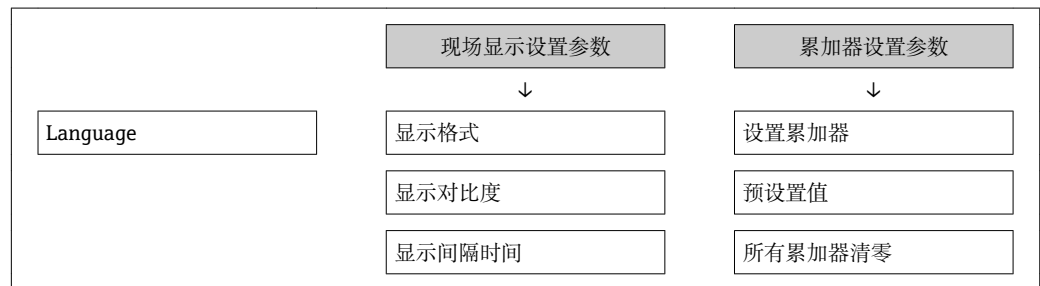 现场显示设置参数
累加器设置参数
↓
↓
Language
显示格式
设置累加器
显示对比度
预设置值
显示间隔时间
所有累加器清零